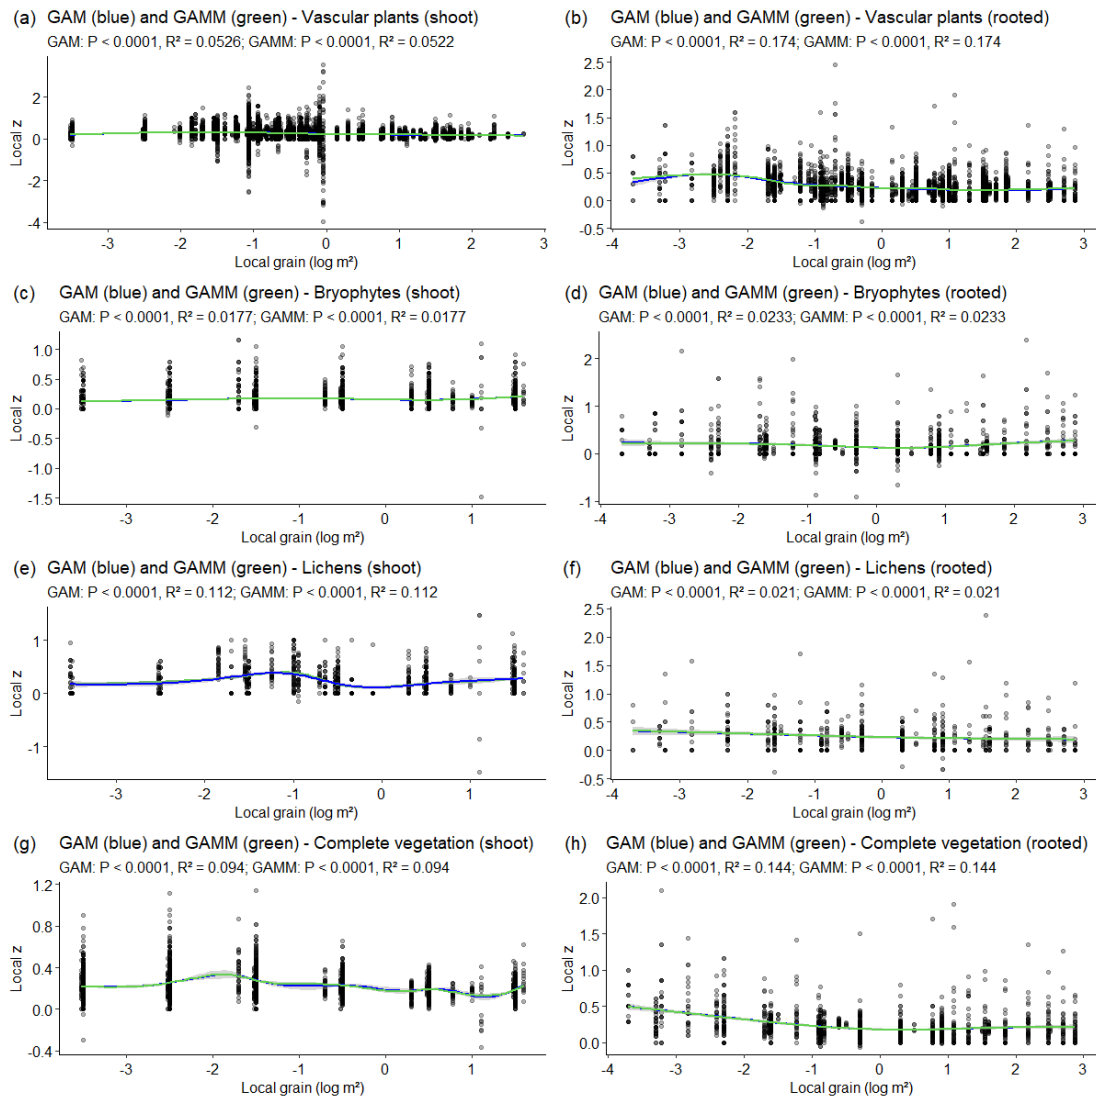 (a) GAM (blue) and GAMM (green) - Vascular plants (shoot)
GAM: P < 0.0001, R² = 0.0526; GAMM: P < 0.0001, R² = 0.0522
Local z
2
0
-2
-4
-3
-2
-1
0
1
2
3
Local grain (log m²)
(b) GAM (blue) and GAMM (green) - Vascular plants (rooted)
GAM: P < 0.0001, R² = 0.174; GAMM: P < 0.0001, R² = 0.174
Local z
2.5
2.0
1.5
1.0
0.5
0.0
-0.5
-4
-3
-2
-1
0
1
2
3
Local grain (log m²)
(c) GAM (blue) and GAMM (green) - Bryophytes (shoot)
GAM: P < 0.0001, R² = 0.0177; GAMM: P < 0.0001, R² = 0.0177
Local z
1.0
0.5
0.0
-0.5
-1.0
-1.5
-3
-2
-1
0
1
Local grain (log m²)
(d) GAM (blue) and GAMM (green) - Bryophytes (rooted)
GAM: P < 0.0001, R² = 0.0233; GAMM: P < 0.0001, R² = 0.0233
Local z
2
1
0
-1
-4
-3
-2
-1
0
1
2
3
Local grain (log m²)
(e) GAM (blue) and GAMM (green) - Lichens (shoot)
GAM: P < 0.0001, R² = 0.112; GAMM: P < 0.0001, R² = 0.112
Local z
1
0
-1
-3
-2
-1
0
1
Local grain (log m²)
(f) GAM (blue) and GAMM (green) - Lichens (rooted)
GAM: P < 0.0001, R² = 0.021; GAMM: P < 0.0001, R² = 0.021
Local z
2.5
2.0
1.5
1.0
0.5
0.0
-0.5
-4
-3
-2
-1
0
1
2
3
Local grain (log m²)
(g) GAM (blue) and GAMM (green) - Complete vegetation (shoot)
GAM: P < 0.0001, R² = 0.094; GAMM: P < 0.0001, R² = 0.094
Local z
1.2
0.8
0.4
0.0
-0.4
-3
-2
-1
0
1
Local grain (log m²)
(h) GAM (blue) and GAMM (green) - Complete vegetation (rooted)
GAM: P < 0.0001, R² = 0.144; GAMM: P < 0.0001, R² = 0.144
Local z
2.0
1.5
1.0
0.5
0.0
-4
-3
-2
-1
0
1
2
3
Local grain (log m²)